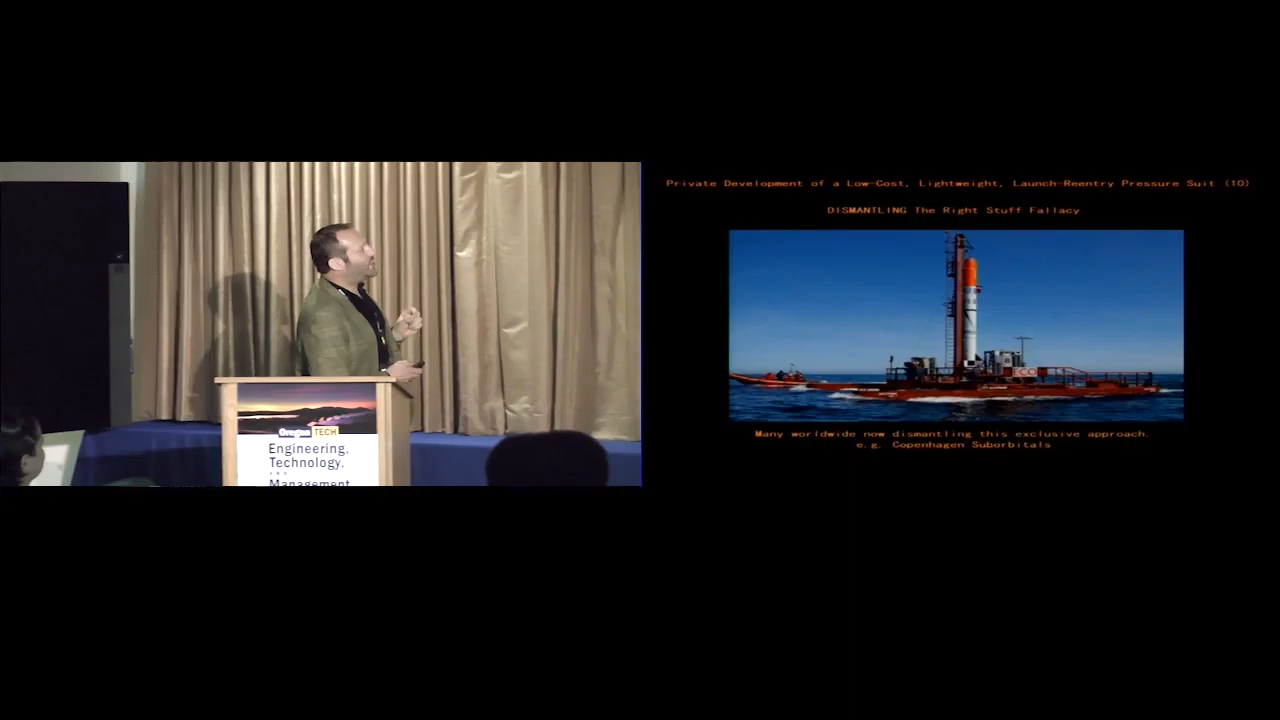 Oregon TECH
Engineering,
Technology,
AND
Management
Private Development of a Low-Cost, Lightweight, Launch-Reentry Pressure Suit (10)
DISMANTLING The Right Stuff Fallacy
Many worldwide now dismantling this exclusive approach.
e.g. Copenhagen Suborbitals